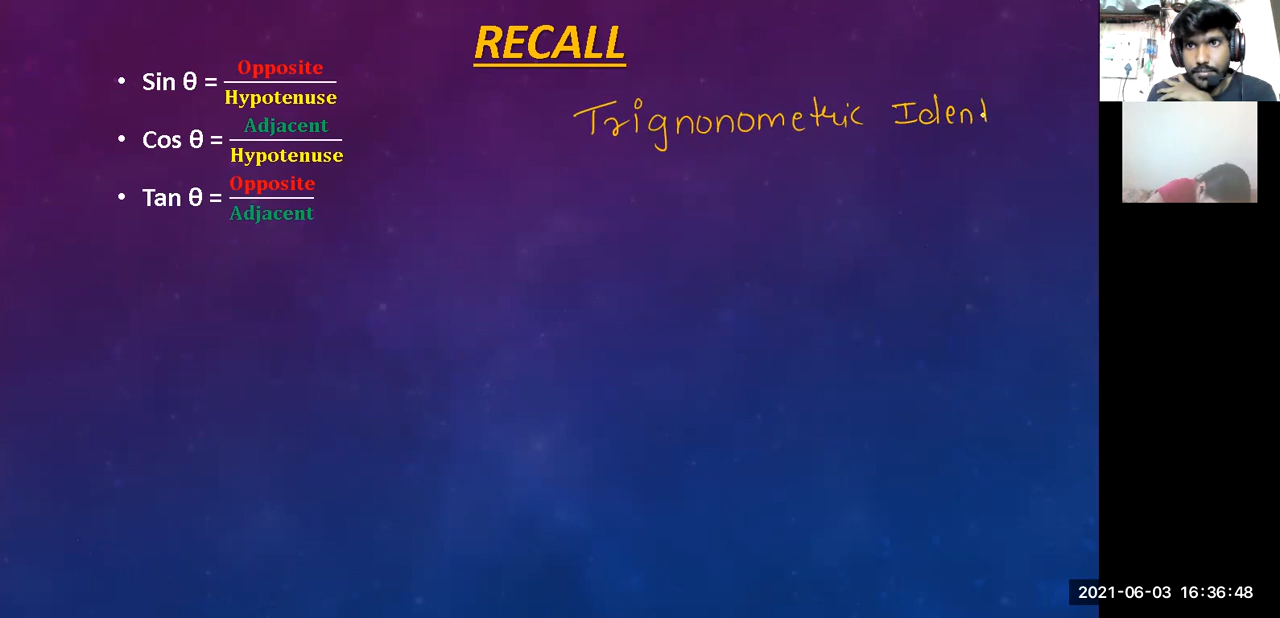 RECALL
• Sin θ = Opposite / Hypotenuse
• Cos θ = Adjacent / Hypotenuse
• Tan θ = Opposite / Adjacent
Trignonometric Ident
2021-06-03 16:36:48